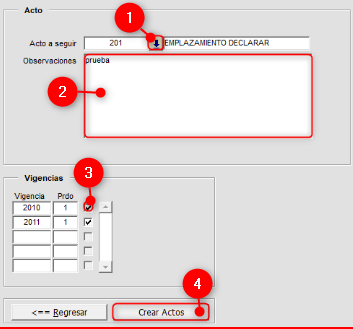 Acto
1
Acto a seguir 201 EMPLAZAMIENTO DECLARAR
Observaciones prueba
2
3
Vigencias
Vigencia Prdo
2010 1
2011 1
4
<== Regresar Crear Actos